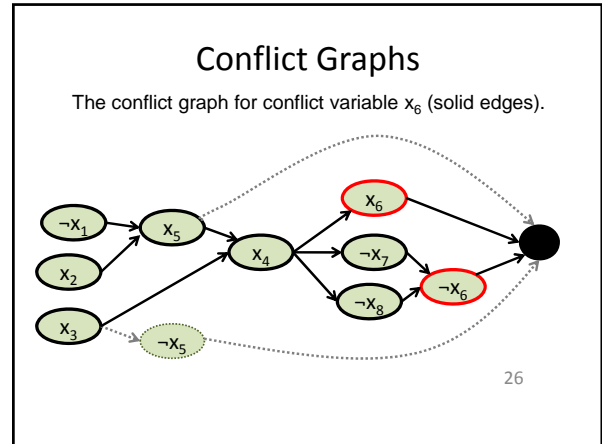 Conflict Graphs
The conflict graph for conflict variable x₆ (solid edges).
¬x₁
x₅
x₆
x₂
x₄
¬x₇
¬x₆
¬x₈
x₃
¬x₅
26